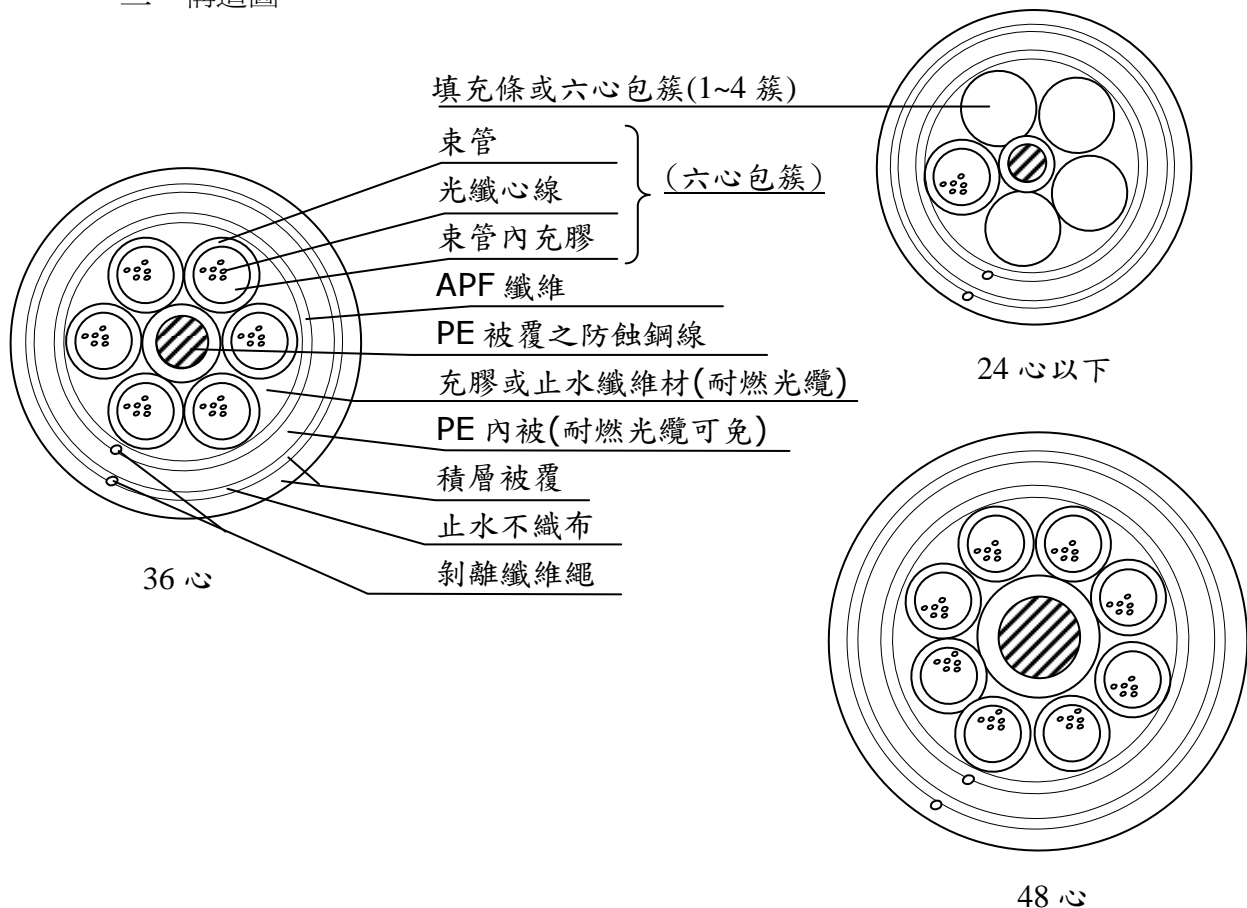 構造圖
填充條或六心包簇(1~4 簇)
束管
光纖心線
束管內充膠
(六心包簇)
APF 纖維
PE 被覆之防蝕鋼線
充膠或止水纖維材(耐燃光纜)
PE 內被(耐燃光纜可免)
積層被覆
止水不織布
剝離纖維繩
36 心
24 心以下
48 心